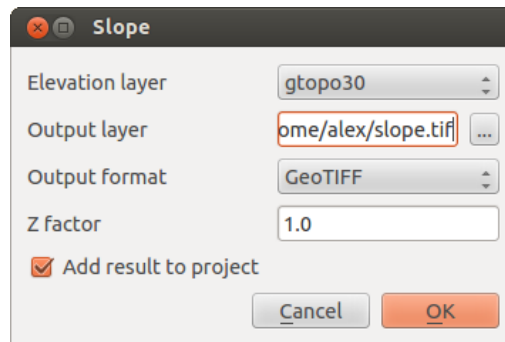 Slope
Elevation layer gtopo30
Output layer ome/alex/slope.tif ...
Output format GeoTIFF
Z factor 1.0
Add result to project
Cancel OK